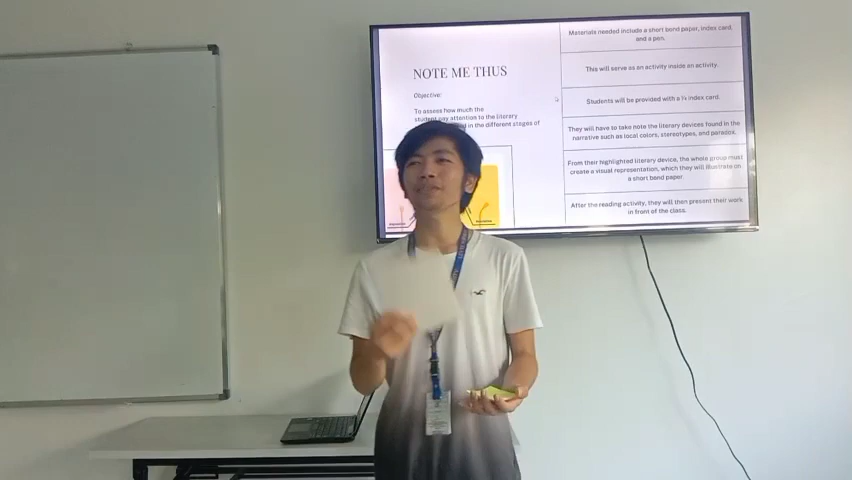 NOTE ME THUS
Objective:
To assess how much the
student pay attention to the literary
in the different stages of
Materials needed include a short bond paper, index card,
and a pen.
This will serve as an activity inside an activity.
Students will be provided with a ¼ index card.
They will have to take note the literary devices found in the
narrative such as local colors, stereotypes, and paradox.
From their highlighted literary device, the whole group must
create a visual representation, which they will illustrate on
a short bond paper
After the reading activity, they will then present their work
in front of the class.